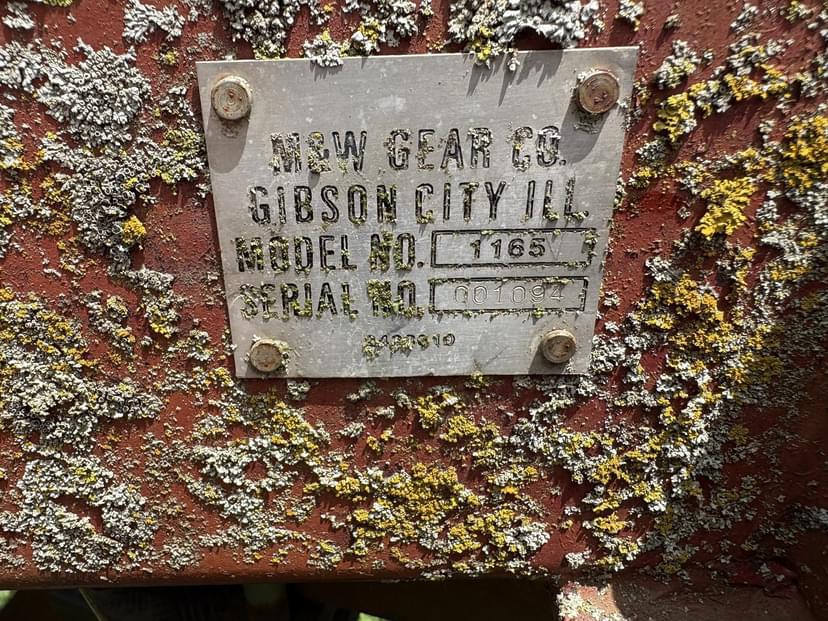 M&W GEAR CO.
GIBSON CITY ILL.
MODEL NO. 1165
SERIAL NO. 001094